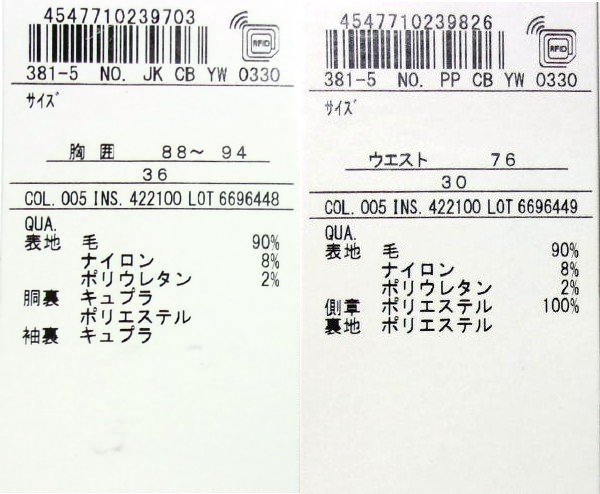 4547710239703
RFID
381-5 NO. JK CB YW 0330
サイズ
胸囲 88～ 94
36
COL. 005 INS. 422100 LOT 6696448
QUA.
表地 毛 90%
ナイロン 8%
ポリウレタン 2%
胴裏 キュプラ
ポリエステル
袖裏 キュプラ
4547710239826
RFID
381-5 NO. PP CB YW 0330
サイズ
ウエスト 76
30
COL. 005 INS. 422100 LOT 6696449
QUA.
表地 毛 90%
ナイロン 8%
ポリウレタン 2%
側章 ポリエステル 100%
裏地 ポリエステル